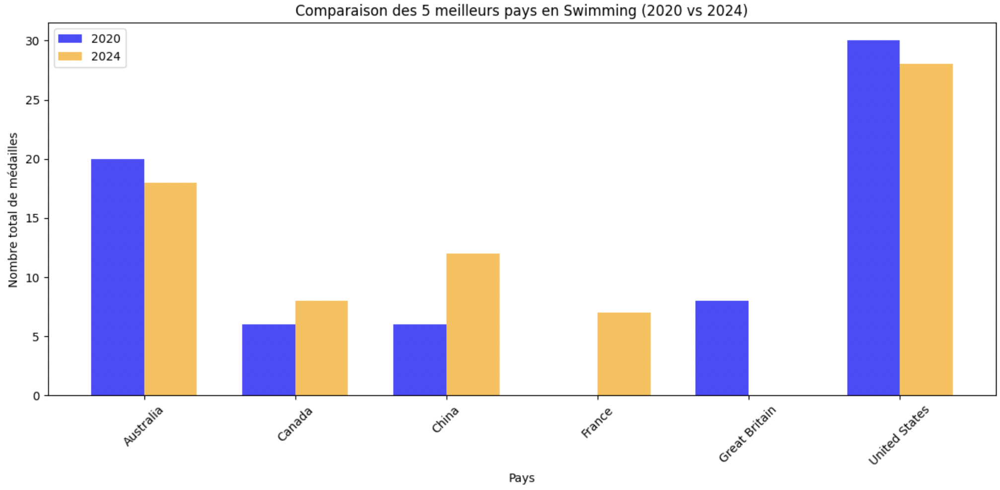 Comparaison des 5 meilleurs pays en Swimming (2020 vs 2024)
2020
2024
Nombre total de médailles
30
25
20
15
10
5
0
Australia
Canada
China
France
Great Britain
United States
Pays